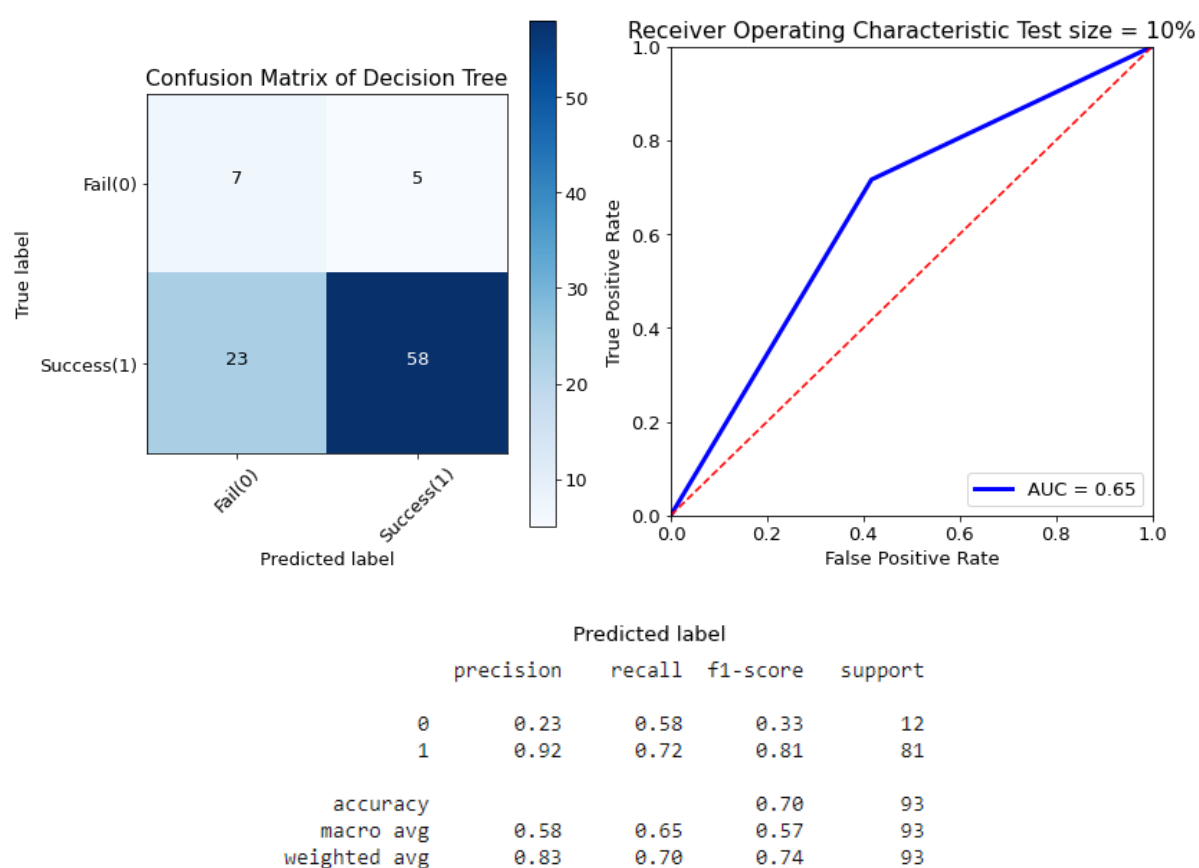 Confusion Matrix of Decision Tree
True label
Fail(0)
7 5
Success(1)
23 58
Fail(0) Success(1)
Predicted label
50
40
30
20
10
Receiver Operating Characteristic Test size = 10%
True Positive Rate
1.0
0.8
0.6
0.4
0.2
0.0
AUC = 0.65
0.0 0.2 0.4 0.6 0.8 1.0
False Positive Rate
Predicted label
precision recall f1-score support
0 0.23 0.58 0.33 12
1 0.92 0.72 0.81 81
accuracy 0.70 93
macro avg 0.58 0.65 0.57 93
weighted avg 0.83 0.70 0.74 93